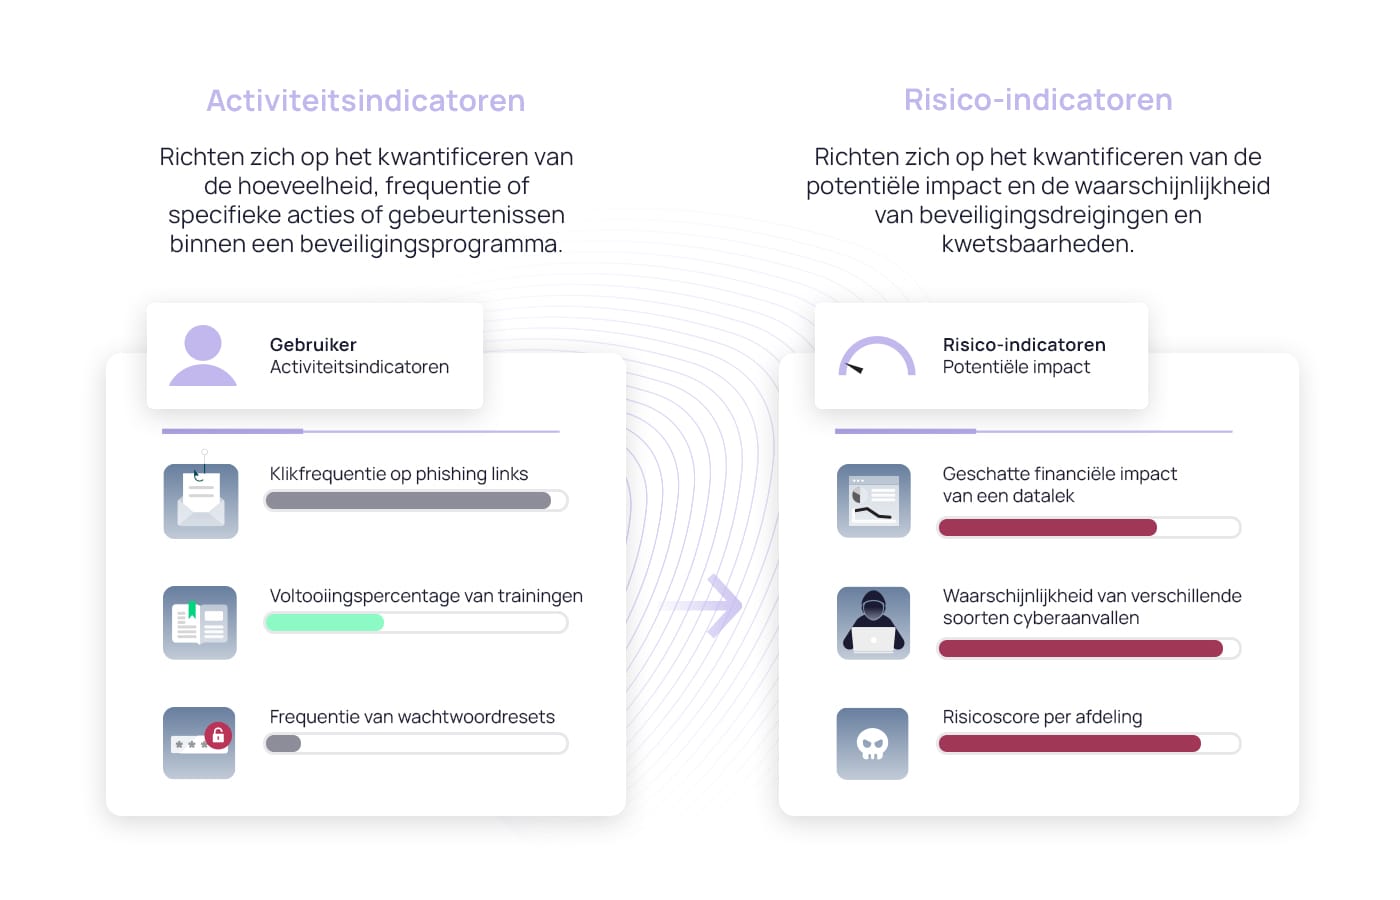 Activiteitsindicatoren
Richten zich op het kwantificeren van
de hoeveelheid, frequentie of
specifieke acties of gebeurtenissen
binnen een beveiligingsprogramma.
Gebruiker
Activiteitsindicatoren
Klikfrequentie op phishing links
Voltooiingspercentage van trainingen
Frequentie van wachtwoordresets
Risico-indicatoren
Richten zich op het kwantificeren van de
potentiële impact en de waarschijnlijkheid
van beveiligingsdreigingen en
kwetsbaarheden.
Risico-indicatoren
Potentiële impact
Geschatte financiële impact
van een datalek
Waarschijnlijkheid van verschillende
soorten cyberaanvallen
Risicoscore per afdeling